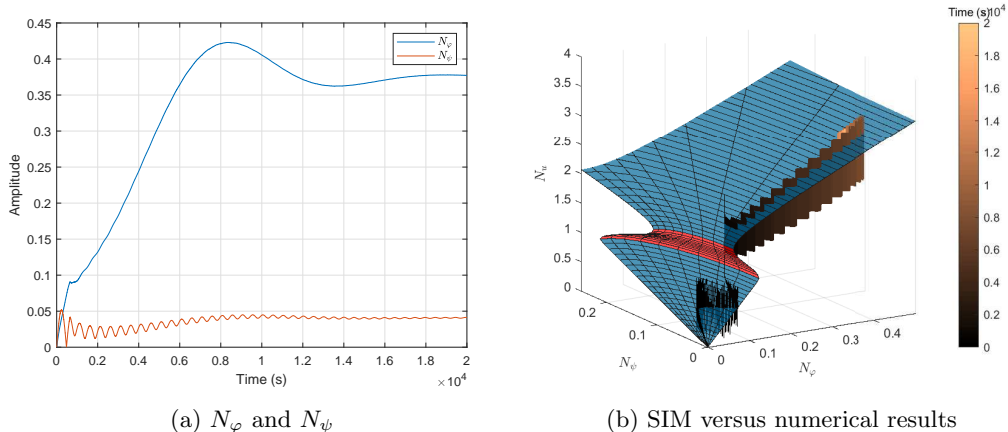 0.45
0.4
0.35
0.3
0.25
0.2
0.15
0.1
0.05
0
Amplitude
N_φ
N_ψ
0 0.2 0.4 0.6 0.8 1 1.2 1.4 1.6 1.8 2
Time (s)
×10^4
(a) N_φ and N_ψ
Time (s) ×10^4
2
1.8
1.6
1.4
1.2
1
0.8
0.6
0.4
0.2
0
4
3.5
3
2.5
2
1.5
1
0.5
0
N_u
0.2
0.1
0
N_ψ
0 0.1 0.2 0.3 0.4
N_φ
(b) SIM versus numerical results